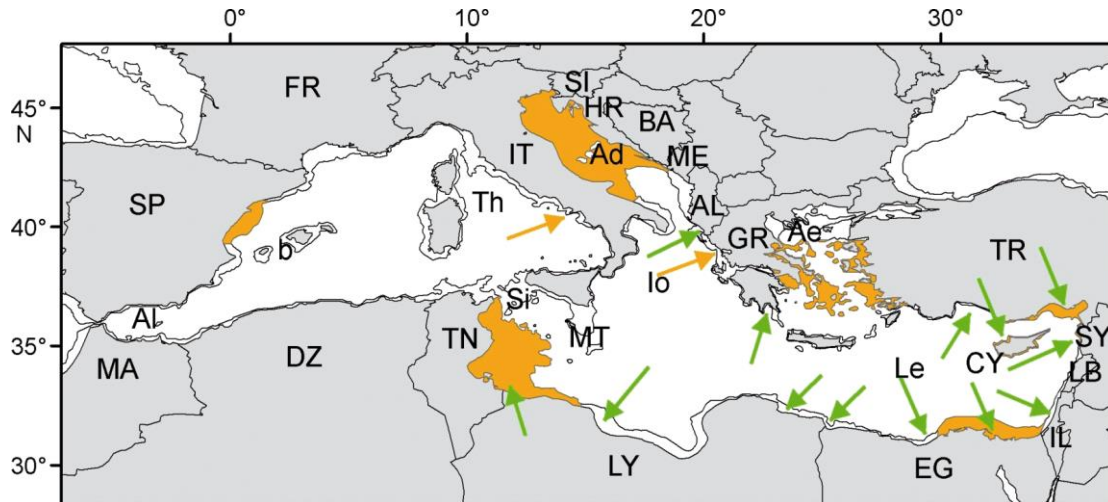 0° 10° 20° 30°
45°
N
40°
35°
30°
FR
SI
HR
BA
IT
Ad
ME
SP
Th
AL
GR
Ae
TR
b
Io
Al
Si
MT
TN
SY
CY
LB
MA
DZ
Le
IL
LY
EG